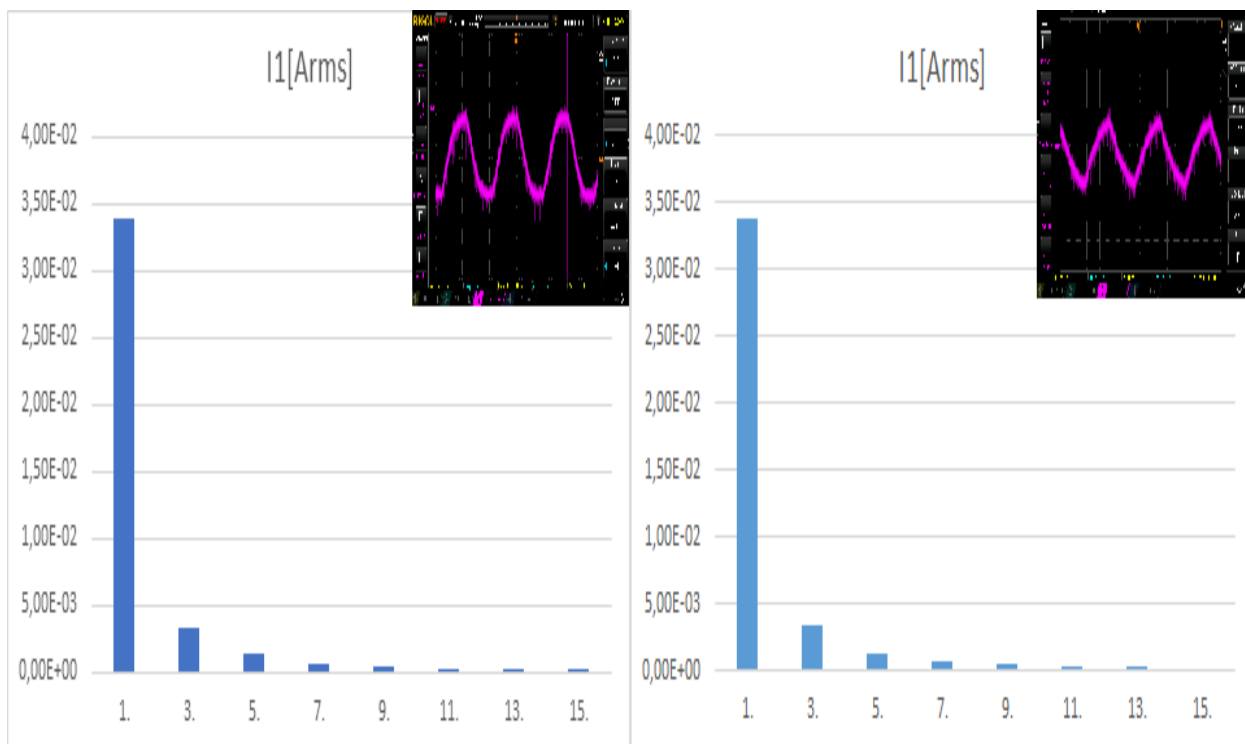 I1[Arms]
4,00E-02
3,50E-02
3,00E-02
2,50E-02
2,00E-02
1,50E-02
1,00E-02
5,00E-03
0,00E+00
1. 3. 5. 7. 9. 11. 13. 15.
RIGOL
I1[Arms]
4,00E-02
3,50E-02
3,00E-02
2,50E-02
2,00E-02
1,50E-02
1,00E-02
5,00E-03
0,00E+00
1. 3. 5. 7. 9. 11. 13. 15.